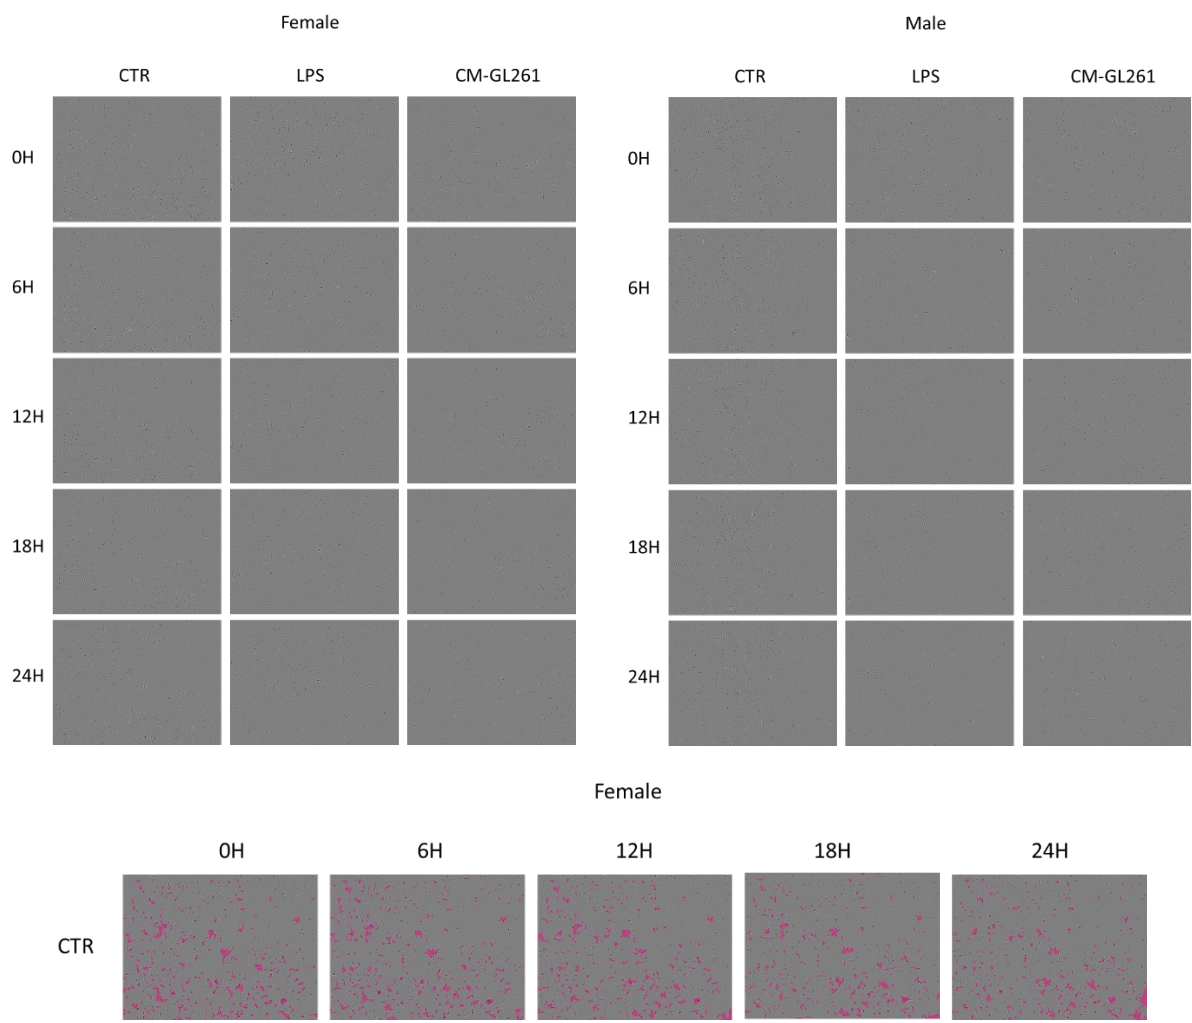 Female Male
CTR LPS CM-GL261 CTR LPS CM-GL261
0H 0H
6H 6H
12H 12H
18H 18H
24H 24H
Female
0H 6H 12H 18H 24H
CTR